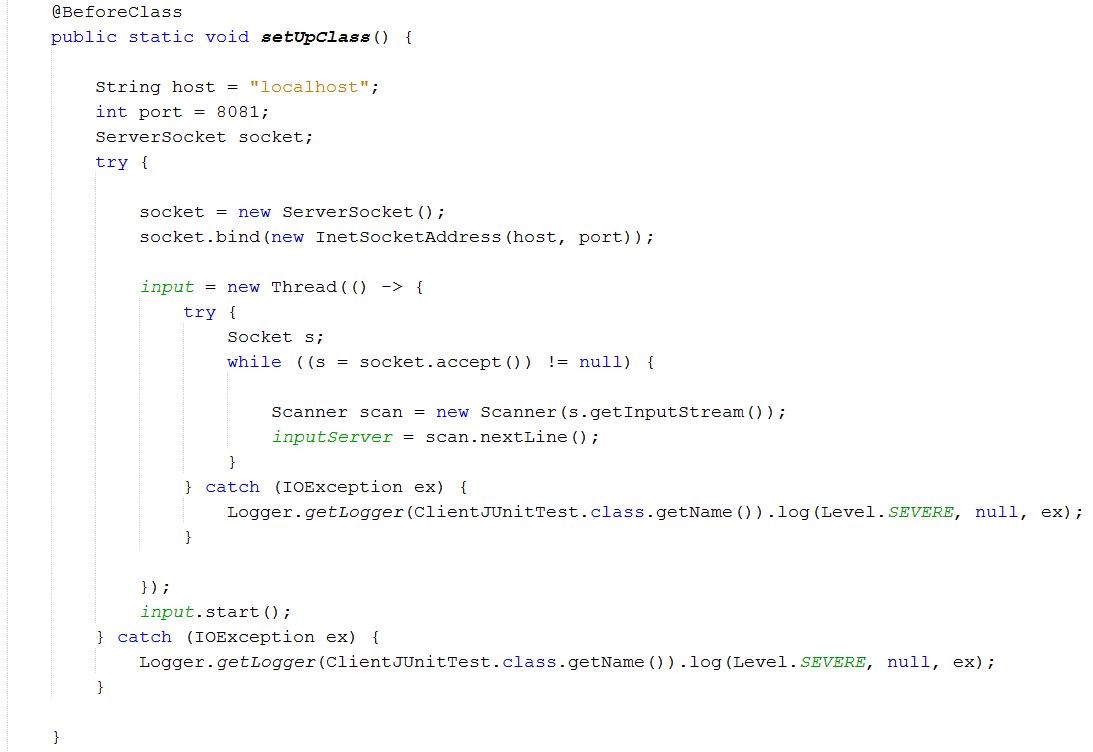 @BeforeClass
public static void setUpClass() {
String host = "localhost";
int port = 8081;
ServerSocket socket;
try {
socket = new ServerSocket();
socket.bind(new InetSocketAddress(host, port));
input = new Thread(() -> {
try {
Socket s;
while ((s = socket.accept()) != null) {
Scanner scan = new Scanner(s.getInputStream());
inputServer = scan.nextLine();
}
} catch (IOException ex) {
Logger.getLogger(ClientJUnitTest.class.getName()).log(Level.SEVERE, null, ex);
}
});
input.start();
} catch (IOException ex) {
Logger.getLogger(ClientJUnitTest.class.getName()).log(Level.SEVERE, null, ex);
}
}